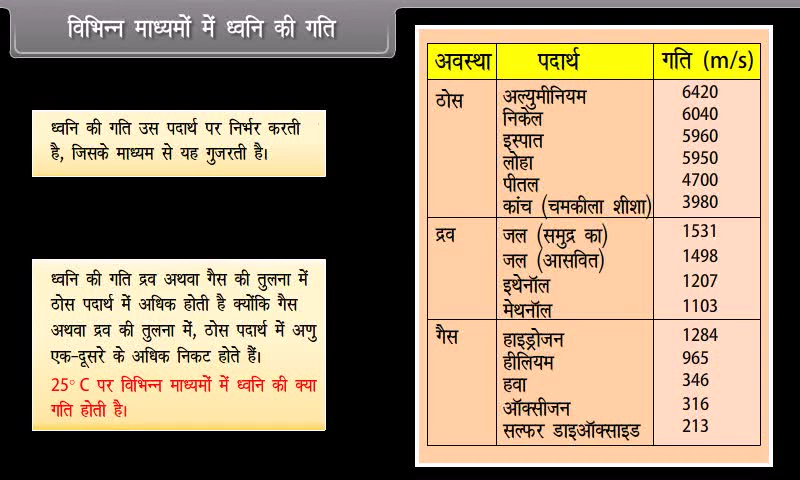 विभिन्न माध्यमों में ध्वनि की गति
ध्वनि की गति उस पदार्थ पर निर्भर करती
है, जिसके माध्यम से यह गुजरती है।
ध्वनि की गति द्रव अथवा गैस की तुलना में
ठोस पदार्थ में अधिक होती है क्योंकि गैस
अथवा द्रव की तुलना में, ठोस पदार्थ में अणु
एक-दूसरे के अधिक निकट होते हैं।
25° C पर विभिन्न माध्यमों में ध्वनि की क्या
गति होती है।
अवस्था पदार्थ गति (m/s)
ठोस अल्युमीनियम 6420
निकेल 6040
इस्पात 5960
लोहा 5950
पीतल 4700
कांच (चमकीला शीशा) 3980
द्रव जल (समुद्र का) 1531
जल (आसवित) 1498
इथेनॉल 1207
मेथनॉल 1103
गैस हाइड्रोजन 1284
हीलियम 965
हवा 346
ऑक्सीजन 316
सल्फर डाइऑक्साइड 213